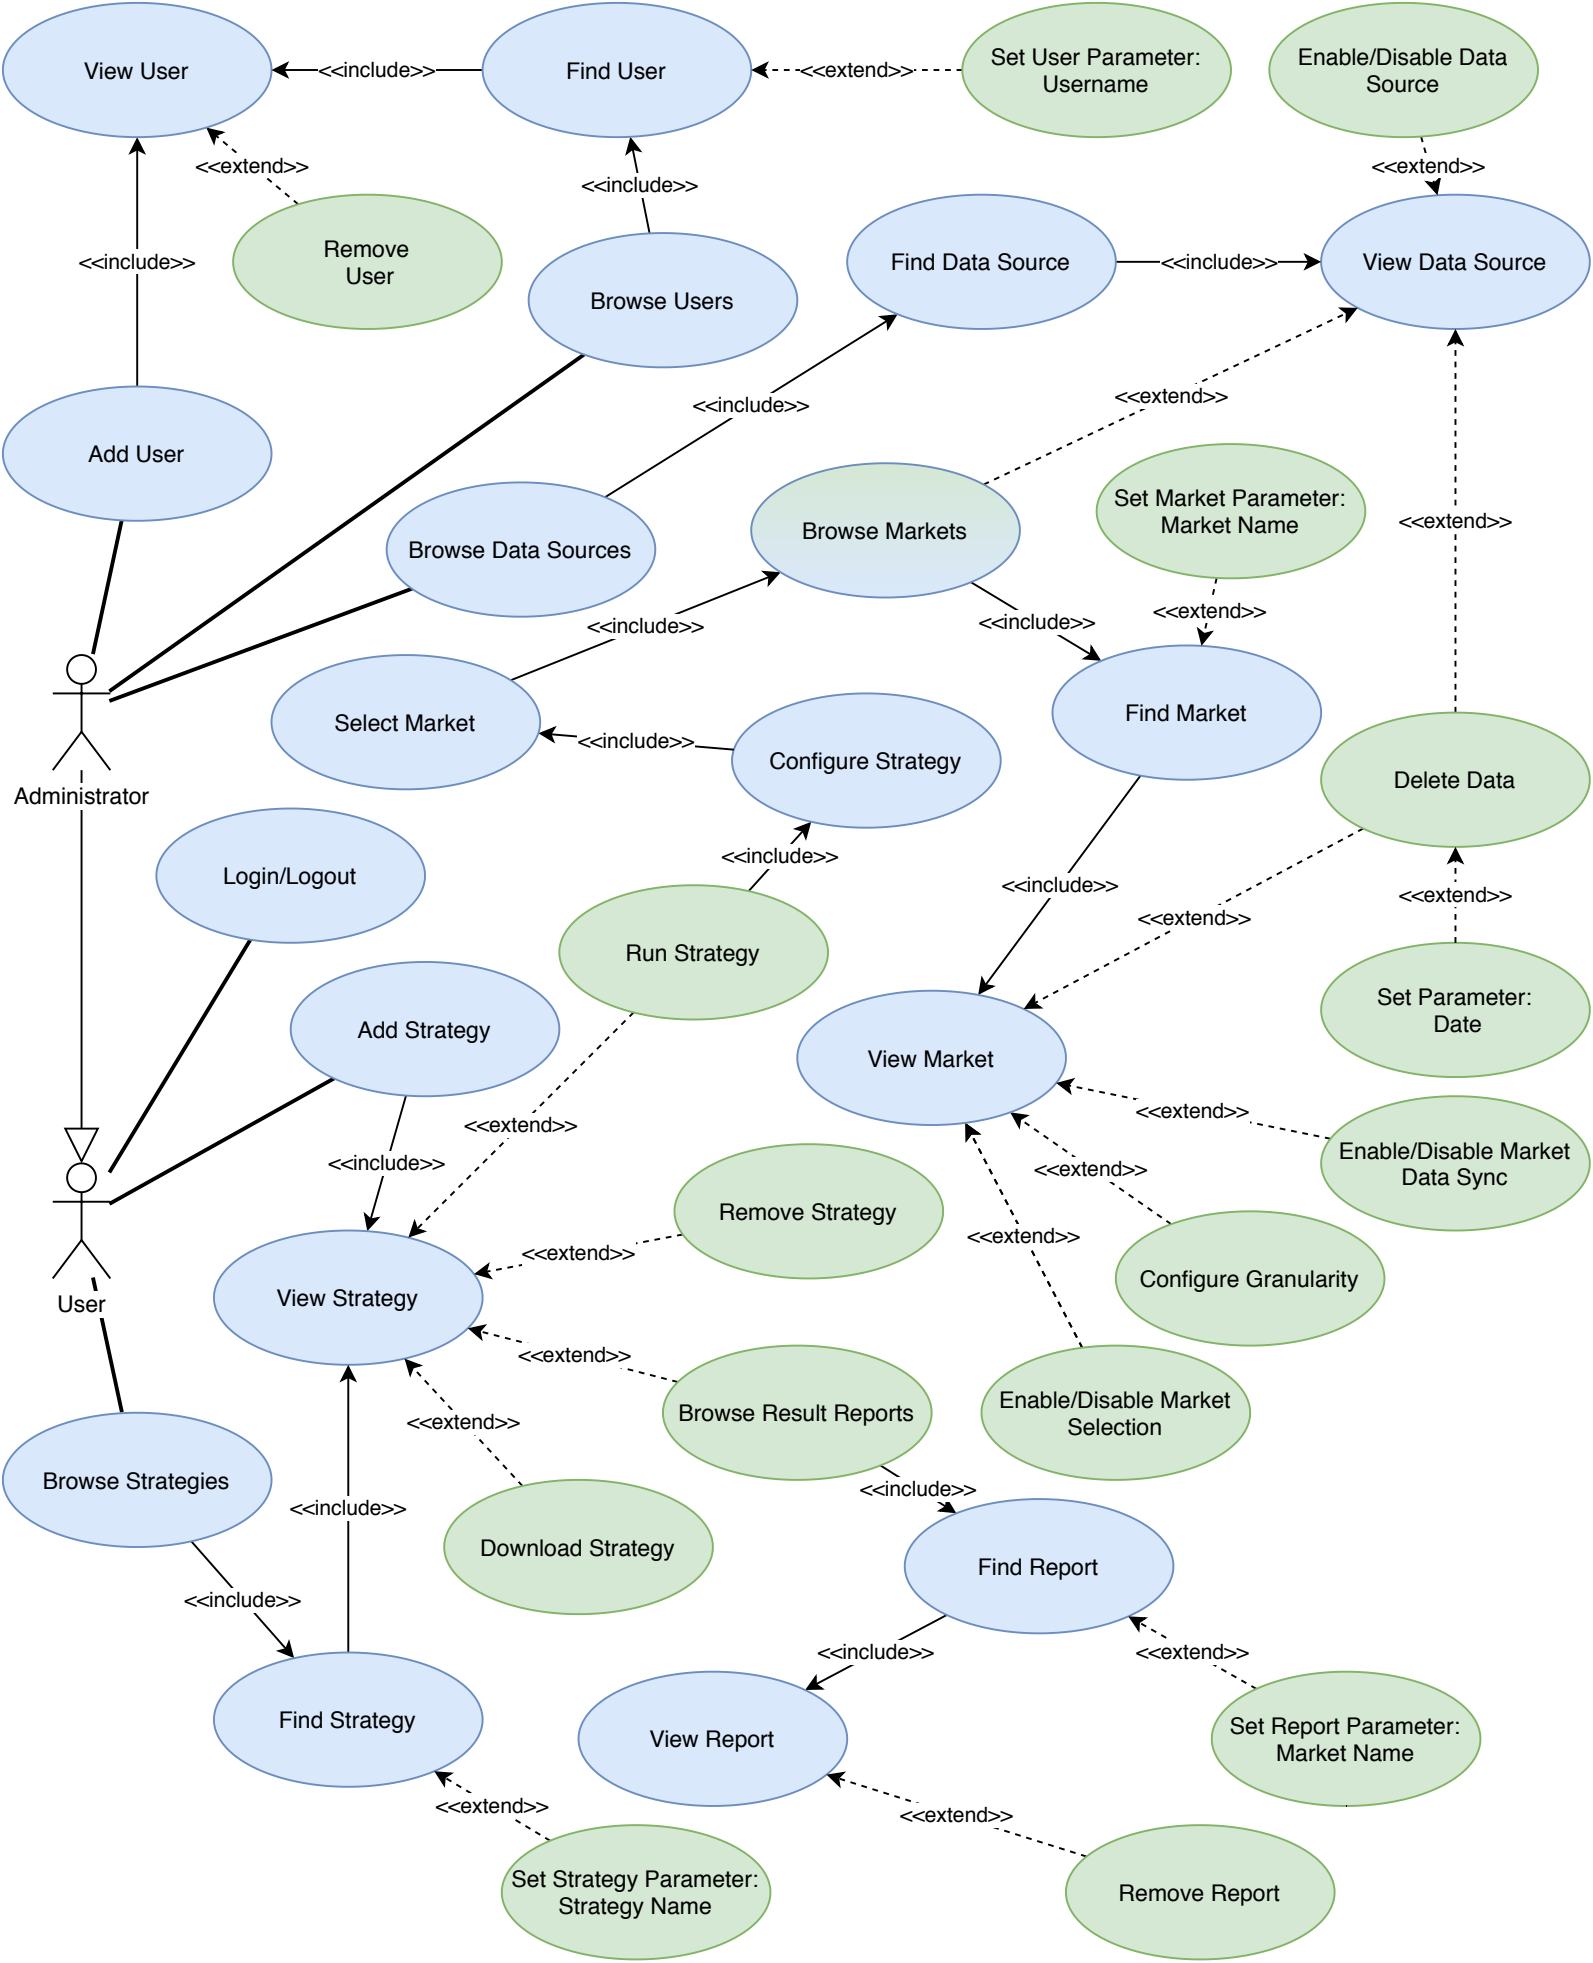 View User
<<include>>
Find User
<<extend>>
Set User Parameter:
Username
Enable/Disable Data
Source
<<extend>>
<<extend>>
<<include>>
Remove
User
<<include>>
Browse Users
Find Data Source
<<include>>
View Data Source
<<extend>>
<<include>>
Add User
Browse Data Sources
Browse Markets
Set Market Parameter:
Market Name
<<extend>>
<<include>>
<<include>>
<<extend>>
Select Market
<<include>>
Configure Strategy
Find Market
Delete Data
Administrator
Login/Logout
<<include>>
<<include>>
<<extend>>
<<extend>>
Run Strategy
Set Parameter:
Date
Add Strategy
View Market
<<extend>>
<<extend>>
<<include>>
Enable/Disable Market
Data Sync
<<extend>>
Remove Strategy
<<extend>>
<<extend>>
Configure Granularity
View Strategy
User
<<extend>>
Browse Result Reports
Enable/Disable Market
Selection
<<extend>>
Browse Strategies
<<include>>
<<include>>
Download Strategy
Find Report
<<include>>
<<include>>
<<extend>>
Find Strategy
View Report
Set Report Parameter:
Market Name
<<extend>>
<<extend>>
Set Strategy Parameter:
Strategy Name
Remove Report